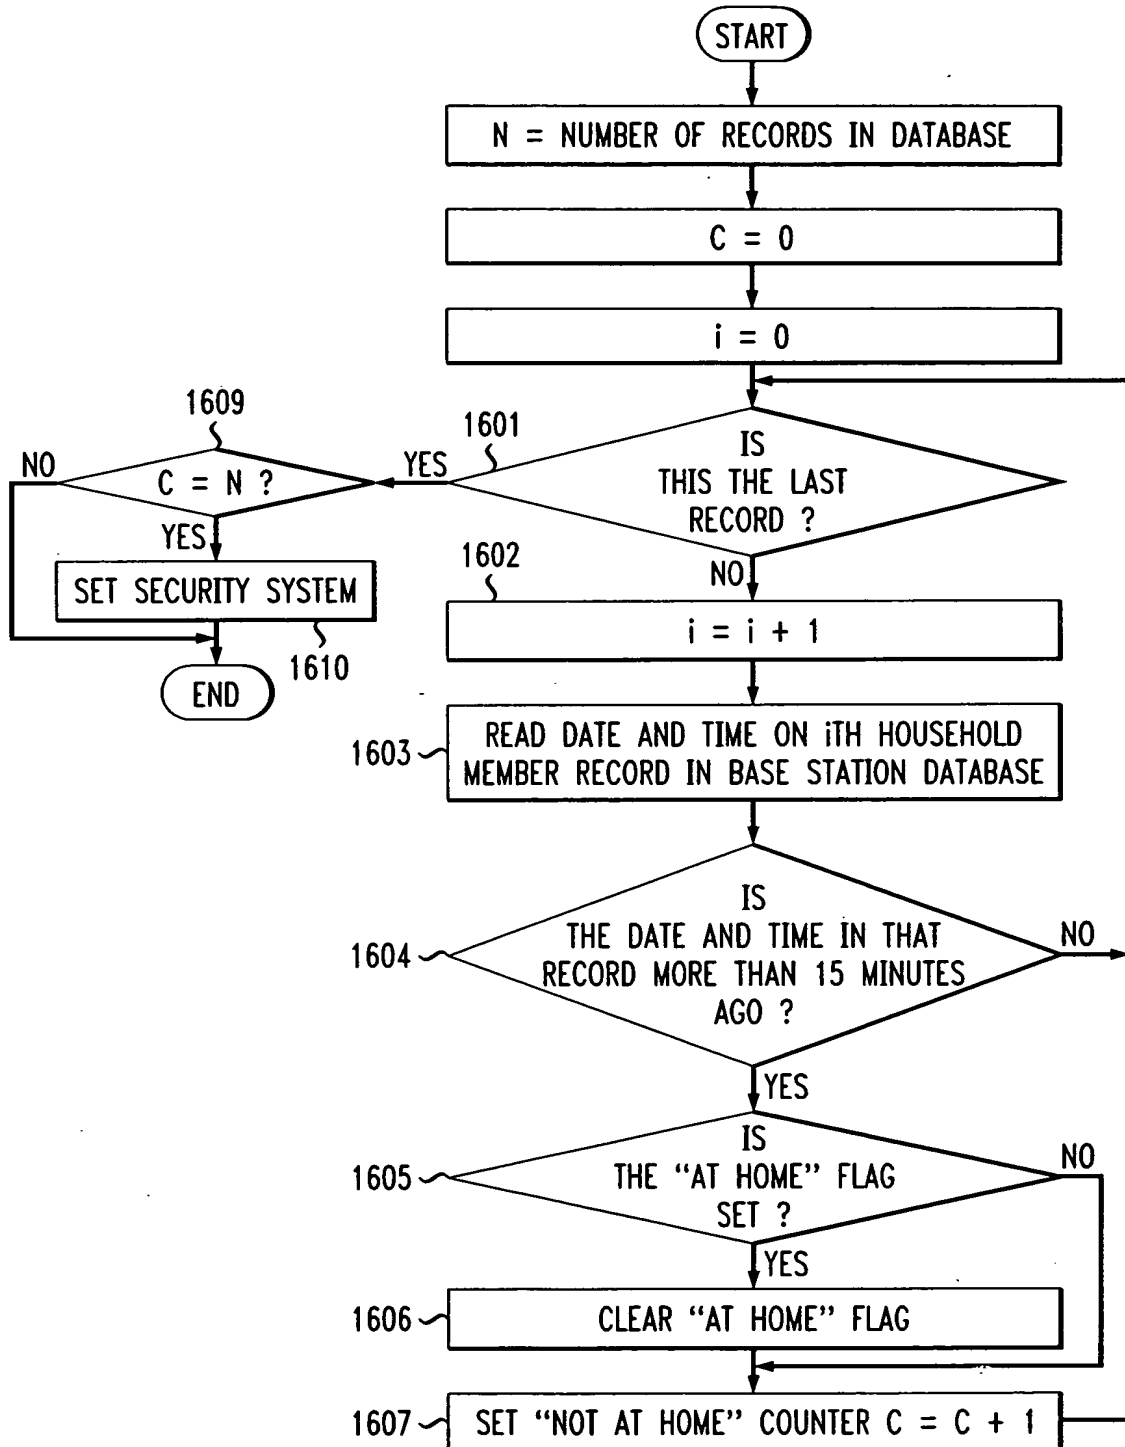 START
N = NUMBER OF RECORDS IN DATABASE
C = 0
i = 0
1609
1601
NO
C = N ?
YES
IS
THIS THE LAST
RECORD ?
YES
NO
1602
SET SECURITY SYSTEM
1610
i = i + 1
END
1603
READ DATE AND TIME ON iTH HOUSEHOLD
MEMBER RECORD IN BASE STATION DATABASE
1604
IS
THE DATE AND TIME IN THAT
RECORD MORE THAN 15 MINUTES
AGO ?
NO
YES
1605
IS
THE “AT HOME” FLAG
SET ?
NO
YES
1606
CLEAR “AT HOME” FLAG
1607
SET “NOT AT HOME” COUNTER C = C + 1